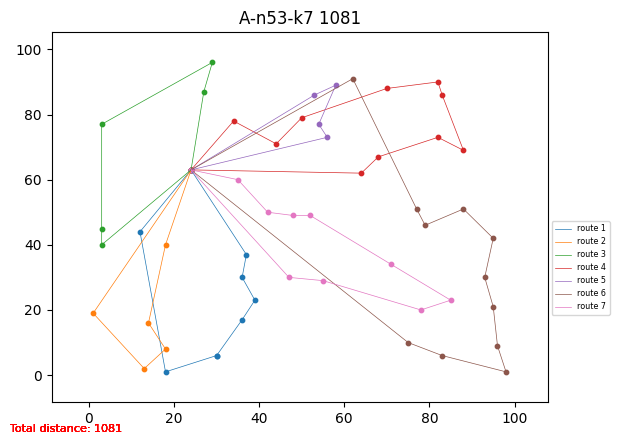 A-n53-k7 1081
100
80
60
40
20
0
0 20 40 60 80 100
route 1
route 2
route 3
route 4
route 5
route 6
route 7
Total distance: 1081